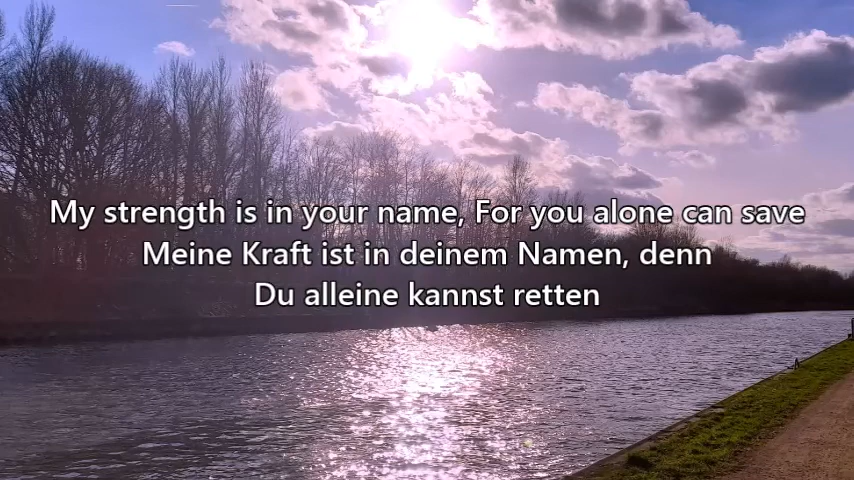 My strength is in your name, For you alone can save
Meine Kraft ist in deinem Namen, denn
Du alleine kannst retten